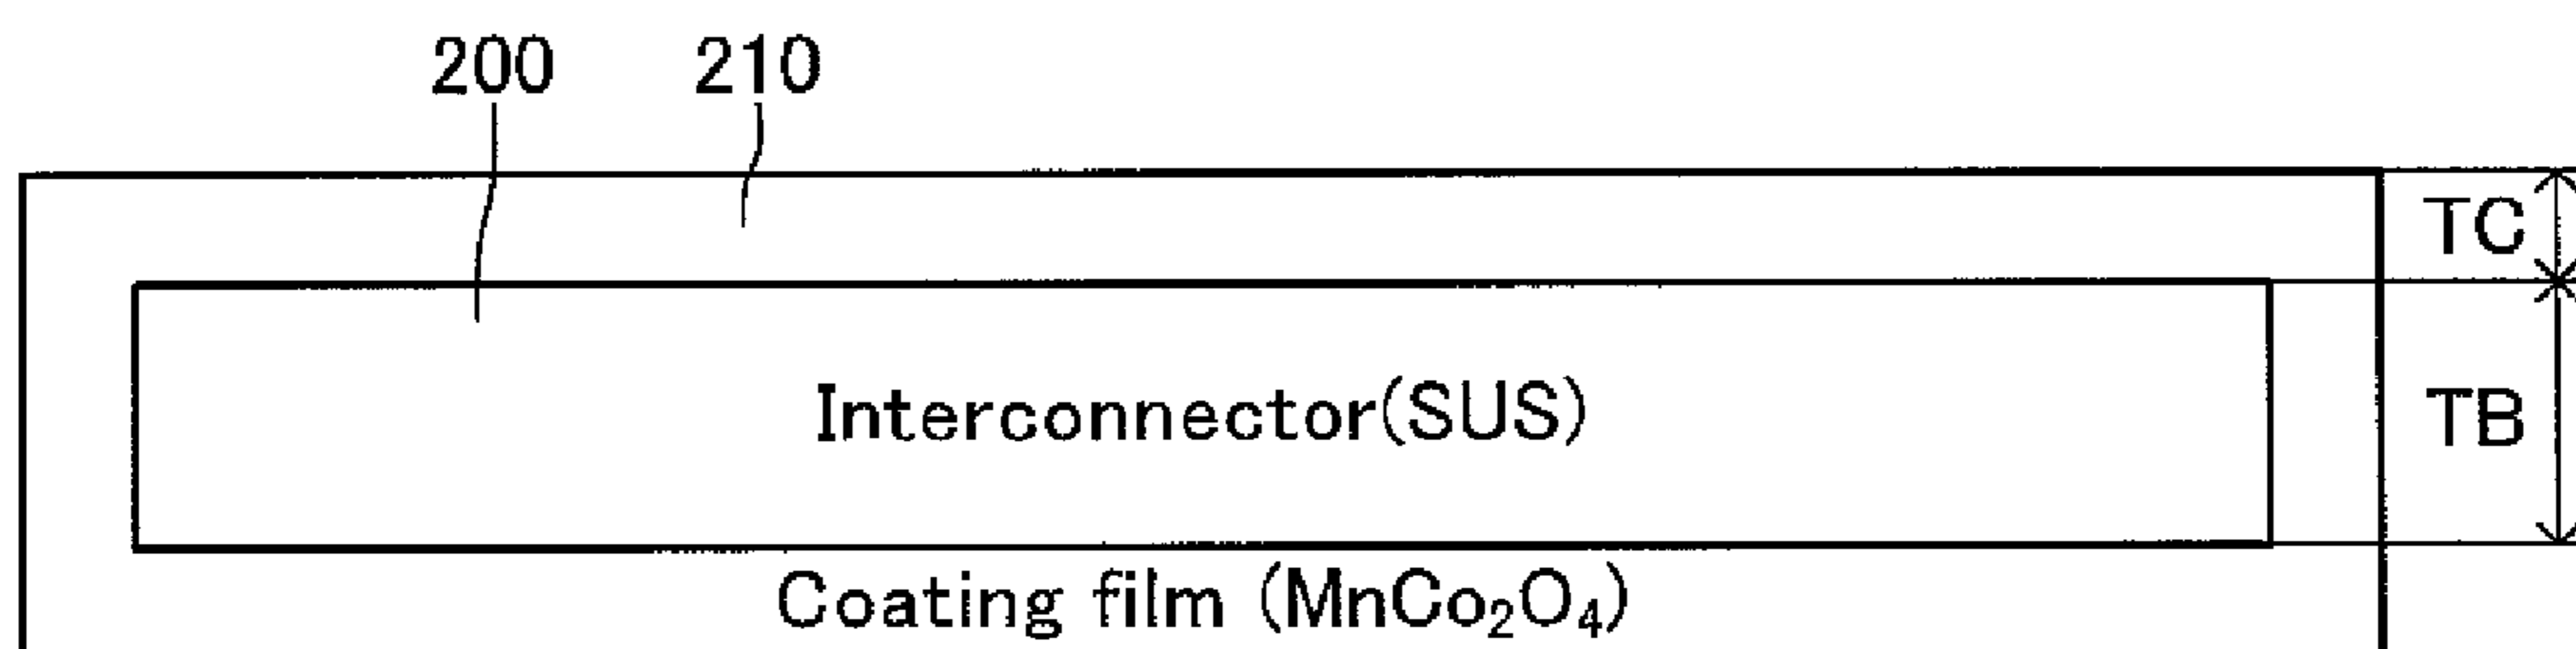 200 210
TC
TB
Interconnector(SUS)
Coating film (MnCo₂O₄)